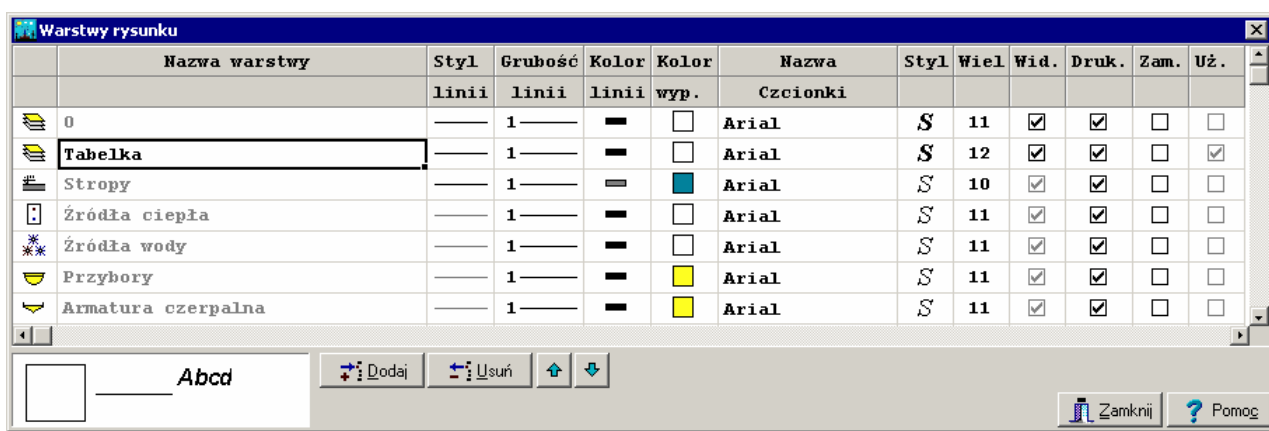 Warstwy rysunku
Nazwa warstwy Styl Grubość Kolor Kolor Nazwa Styl Wiel Wid. Druk. Zam. Uż.
linii linii linii wyp. Czcionki
0 1 Arial S 11
Tabelka 1 Arial S 12
Stropy 1 Arial S 10
Źródła ciepła 1 Arial S 11
Źródła wody 1 Arial S 11
Przybory 1 Arial S 11
Armatura czerpalna 1 Arial S 11
Abcd Dodaj Usuń
Zamknij ? Pomoc